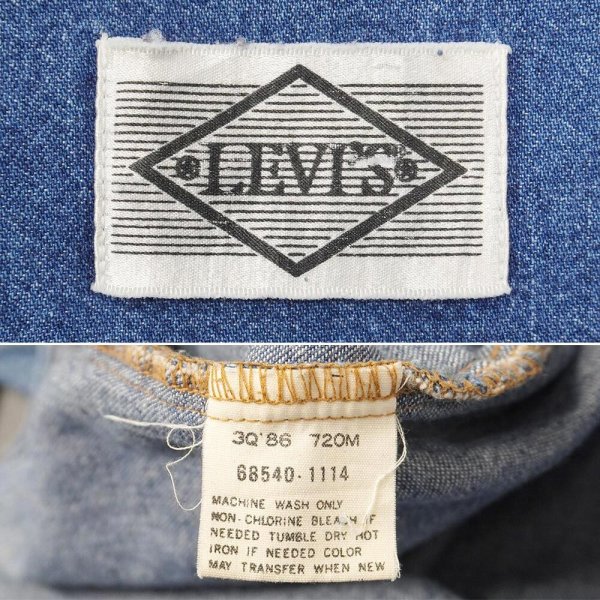 ® LEVI'S ®
3Q'86 720M
68540-1114
MACHINE WASH ONLY
NON-CHLORINE BLEACH IF
NEEDED TUMBLE DRY HOT
IRON IF NEEDED COLOR
MAY TRANSFER WHEN NEW